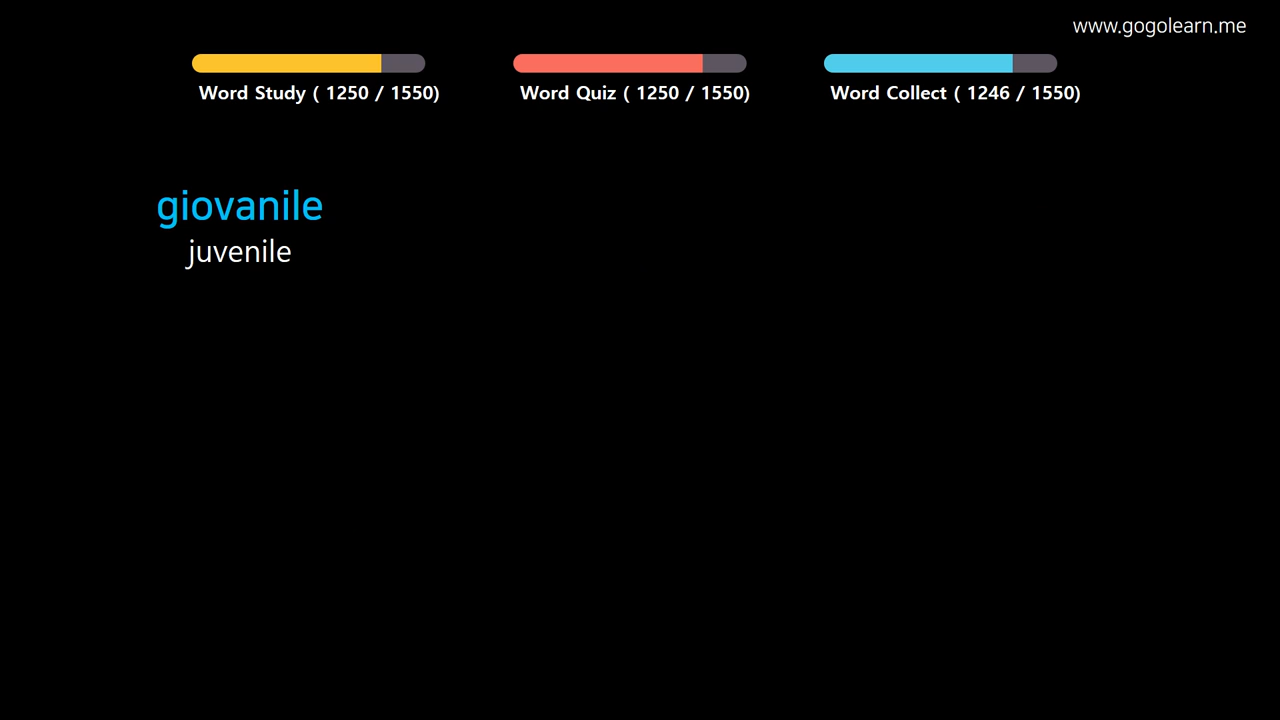 www.gogolearn.me
Word Study ( 1250 / 1550)
Word Quiz ( 1250 / 1550)
Word Collect ( 1246 / 1550)
giovanile
juvenile